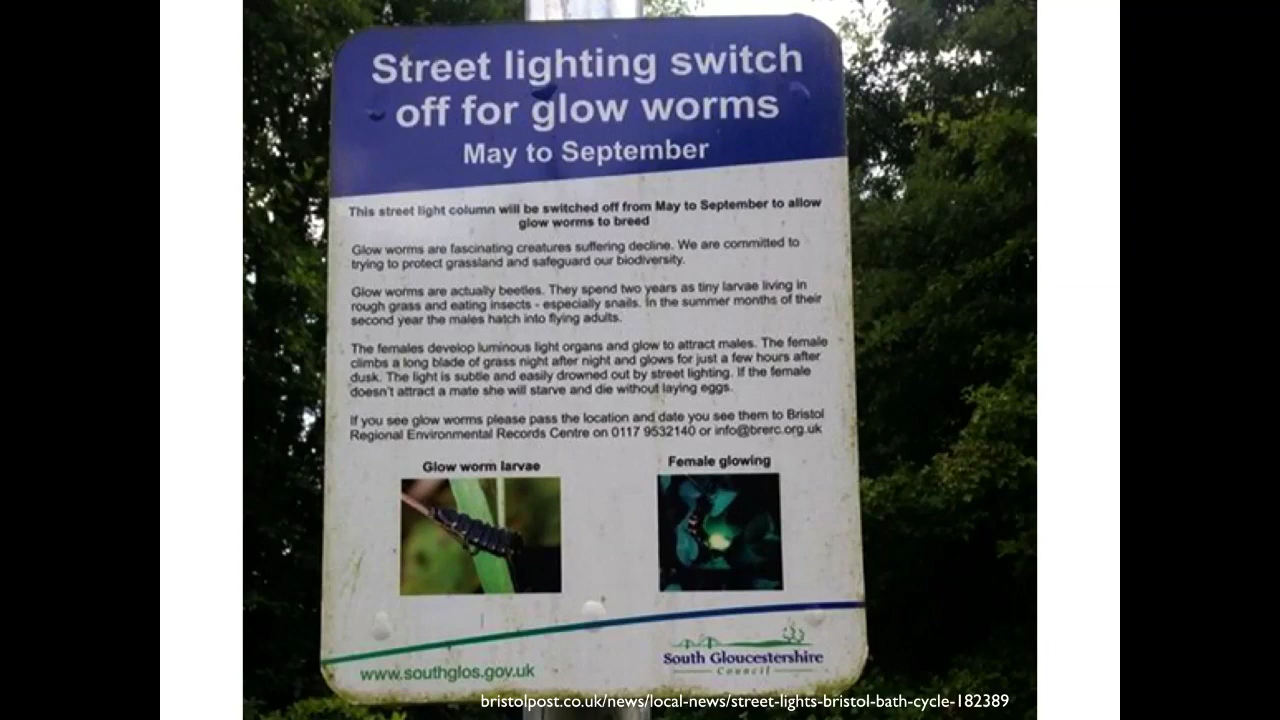 Street lighting switch
off for glow worms
May to September
This street light column will be switched off from May to September to allow
glow worms to breed
Glow worms are fascinating creatures suffering decline. We are committed to
trying to protect grassland and safeguard our biodiversity.
Glow worms are actually beetles. They spend two years as tiny larvae living in
rough grass and eating insects - especially snails. In the summer months of their
second year the males hatch into flying adults.
The females develop luminous light organs and glow to attract males. The female
climbs a long blade of grass night after night and glows for just a few hours after
dusk. The light is subtle and easily drowned out by street lighting. If the female
doesn't attract a mate she will starve and die without laying eggs.
If you see glow worms please pass the location and date you see them to Bristol
Regional Environmental Records Centre on 0117 9532140 or info@brerc.org.uk
Glow worm larvae
Female glowing
www.southglos.gov.uk
South Gloucestershire
Council
bristolpost.co.uk/news/local-news/street-lights-bristol-bath-cycle-182389